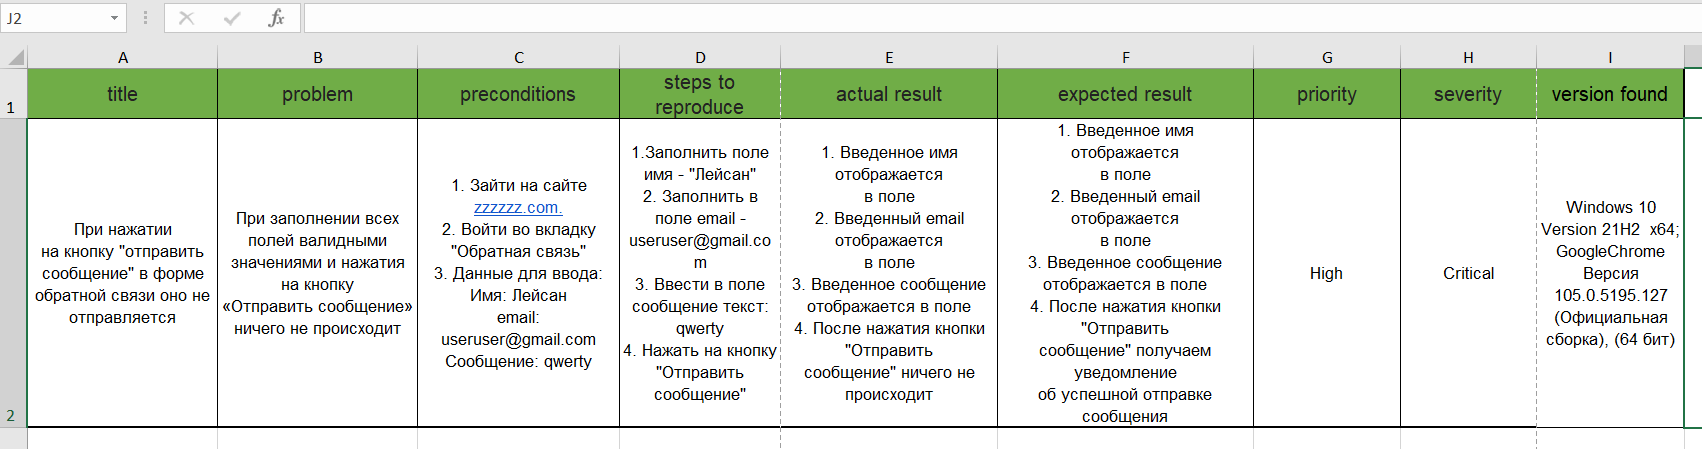 J2
fx
A B C D E F G H I
1
title
problem
preconditions
steps to
reproduce
actual result
expected result
priority
severity
version found
2
При нажатии
на кнопку "отправить
сообщение" в форме
обратной связи оно не
отправляется
При заполнении всех
полей валидными
значениями и нажатия
на кнопку
«Отправить сообщение»
ничего не происходит
1. Зайти на сайте
zzzzzz.com.
2. Войти во вкладку
"Обратная связь"
3. Данные для ввода:
Имя: Лейсан
email:
useruser@gmail.com
Сообщение: qwerty
1.Заполнить поле
имя - "Лейсан"
2. Заполнить в
поле email -
useruser@gmail.co
m
3. Ввести в поле
сообщение текст:
qwerty
4. Нажать на кнопку
"Отправить
сообщение"
1. Введенное имя
отображается
в поле
2. Введенный email
отображается
в поле
3. Введенное сообщение
отображается в поле
4. После нажатия кнопки
"Отправить
сообщение" ничего не
происходит
1. Введенное имя
отображается
в поле
2. Введенный email
отображается
в поле
3. Введенное сообщение
отображается в поле
4. После нажатия кнопки
"Отправить
сообщение" получаем
уведомление
об успешной отправке
сообщения
High
Critical
Windows 10
Version 21H2 x64;
GoogleChrome
Версия
105.0.5195.127
(Официальная
сборка), (64 бит)